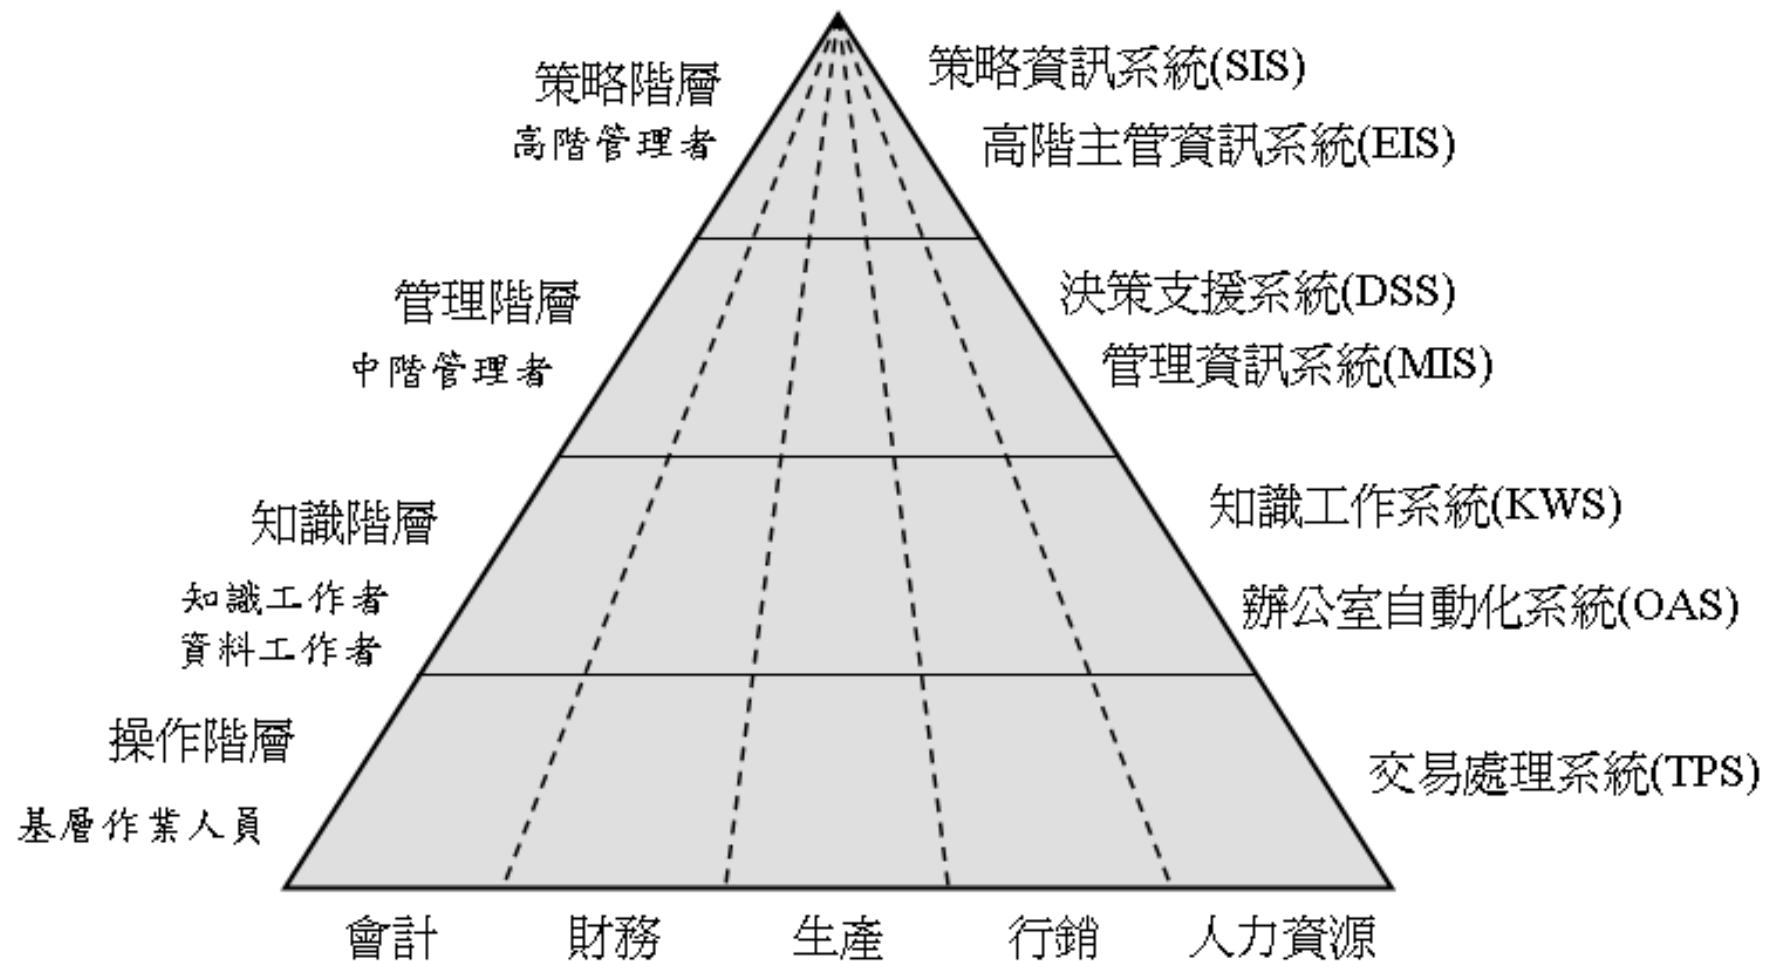 策略階層
高階管理者
策略資訊系統(SIS)
高階主管資訊系統(EIS)
管理階層
中階管理者
決策支援系統(DSS)
管理資訊系統(MIS)
知識階層
知識工作者
資料工作者
知識工作系統(KWS)
辦公室自動化系統(OAS)
操作階層
基層作業人員
交易處理系統(TPS)
會計 財務 生產 行銷 人力資源